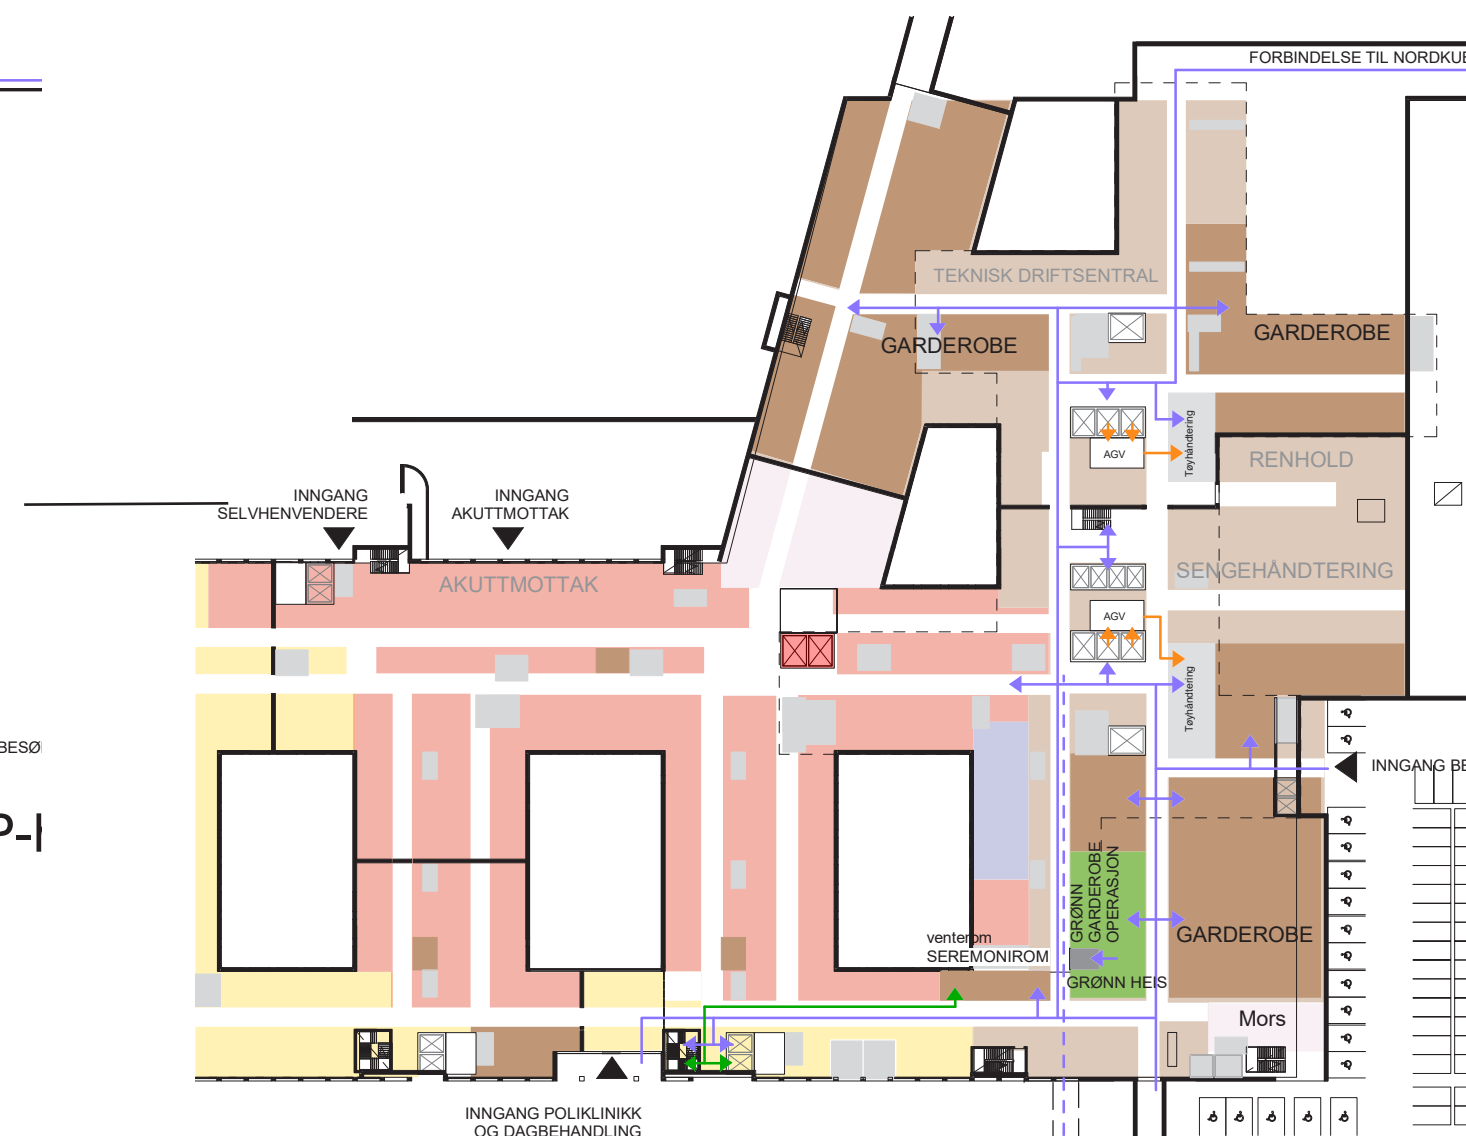 FORBINDELSE TIL NORDKUB
TEKNISK DRIFTSENTRAL
GARDEROBE
GARDEROBE
Tøyhåndtering
AGV
RENHOLD
INNGANG
SELVHENVENDERE
INNGANG
AKUTTMOTTAK
AKUTTMOTTAK
SENGEHÅNDTERING
AGV
Tøyhåndtering
BESØ
INNGANG BE
P-
GRØNN
GARDEROBE
OPERASJON
venterom
SEREMONIROM
GARDEROBE
GRØNN HEIS
Mors
INNGANG POLIKLINIKK
OG DAGBEHANDLING